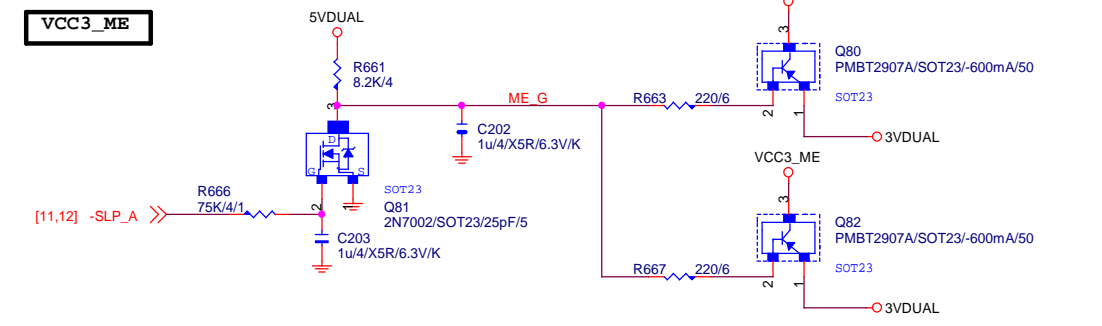 VCC3_ME
5VDUAL
R661
8.2K/4
3
ME_G
C202
1u/4/X5R/6.3V/K
D
G
S
SOT23
Q81
2N7002/SOT23/25pF/5
2
1
[11,12] -SLP_A
R666
75K/4/1
C203
1u/4/X5R/6.3V/K
R663
220/6
3
Q80
PMBT2907A/SOT23/-600mA/50
SOT23
2
1
3VDUAL
VCC3_ME
3
Q82
PMBT2907A/SOT23/-600mA/50
SOT23
R667
220/6
2
1
3VDUAL